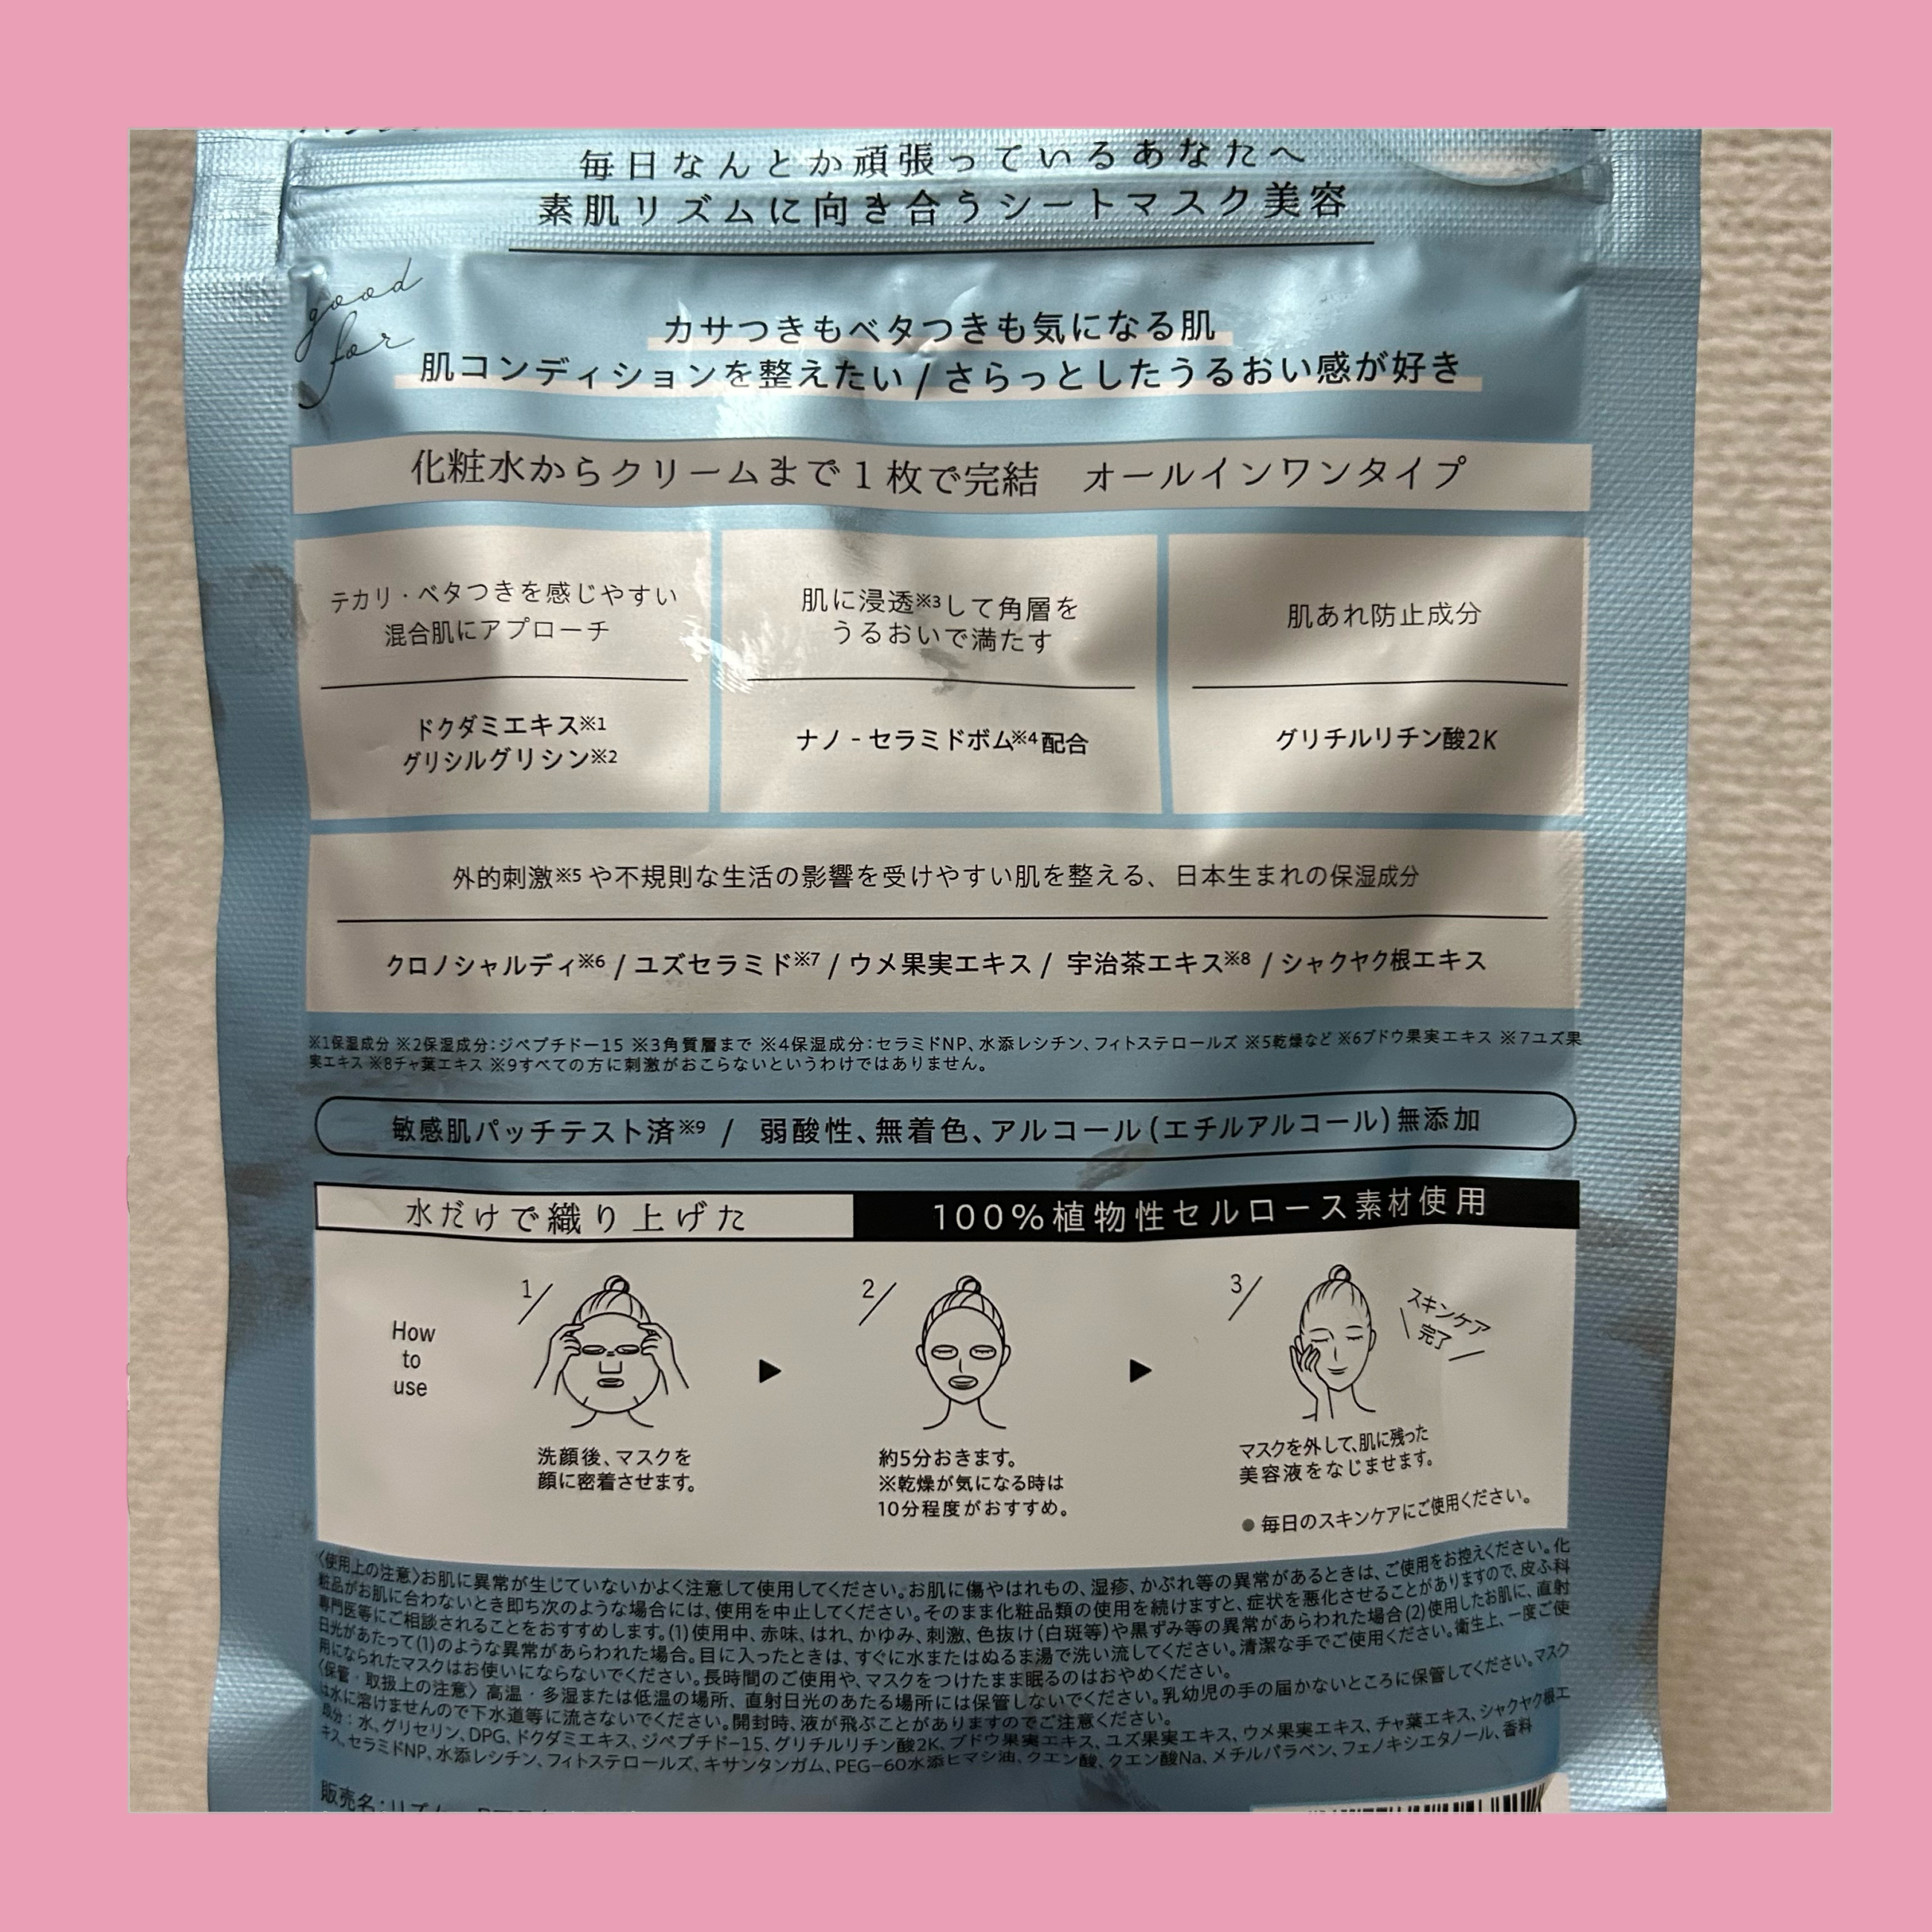 毎日なんとか頑張っているあなたへ
素肌リズムに向き合うシートマスク美容
good
for
カサつきもベタつきも気になる肌
肌コンディションを整えたい / さらっとしたうるおい感が好き
化粧水からクリームまで1枚で完結 オールインワンタイプ
テカリ・ベタつきを感じやすい
混合肌にアプローチ
ドクダミエキス※1
グリシルグリシン※2
肌に浸透※3して角層を
うるおいで満たす
ナノ-セラミドボム※4配合
肌あれ防止成分
グリチルリチン酸2K
外的刺激※5や不規則な生活の影響を受けやすい肌を整える、日本生まれの保湿成分
クロノシャルディ※6 / ユズセラミド※7 / ウメ果実エキス / 宇治茶エキス※8 / シャクヤク根エキス
※1保湿成分 ※2保湿成分:ジペプチドー15 ※3角質層まで ※4保湿成分:セラミドNP、水添レシチン、フィトステロールズ ※5乾燥など ※6ブドウ果実エキス ※7ユズ果
実エキス ※8チャ葉エキス ※9すべての方に刺激がおこらないというわけではありません。
敏感肌パッチテスト済※9 / 弱酸性、無着色、アルコール(エチルアルコール)無添加
水だけで織り上げた 100%植物性セルロース素材使用
How
to
use
1/
洗顔後、マスクを
顔に密着させます。
2/
約5分おきます。
※乾燥が気になる時は
10分程度がおすすめ。
3/
スキンケア
完了
マスクを外して、肌に残った
美容液をなじませます。
●毎日のスキンケアにご使用ください。
〈使用上の注意〉お肌に異常が生じていないかよく注意して使用してください。お肌に傷やはれもの、湿疹、かぶれ等の異常があるときは、ご使用をお控えください。化
粧品がお肌に合わないとき即ち次のような場合には、使用を中止してください。そのまま化粧品類の使用を続けますと、症状を悪化させることがありますので、皮ふ科
専門医等にご相談されることをおすすめします。(1)使用中、赤味、はれ、かゆみ、刺激、色抜け(白斑等)や黒ずみ等の異常があらわれた場合(2)使用したお肌に、直射
日光があたって(1)のような異常があらわれた場合。目に入ったときは、すぐに水またはぬるま湯で洗い流してください。清潔な手でご使用ください。衛生上、一度ご使
用になられたマスクはお使いにならないでください。長時間のご使用や、マスクをつけたまま眠るのはおやめください。
〈保管・取扱上の注意〉高温・多湿または低温の場所、直射日光のあたる場所には保管しないでください。乳幼児の手の届かないところに保管してください。マスク
は水に溶けませんので下水道等に流さないでください。開封時、液が飛ぶことがありますのでご注意ください。
成分:水、グリセリン、DPG、ドクダミエキス、ジペプチド-15、グリチルリチン酸2K、ブドウ果実エキス、ユズ果実エキス、ウメ果実エキス、チャ葉エキス、シャクヤク根エ
キス、セラミドNP、水添レシチン、フィトステロールズ、キサンタンガム、PEG-60水添ヒマシ油、クエン酸、クエン酸Na、メチルパラベン、フェノキシエタノール、香料
販売名:リズム